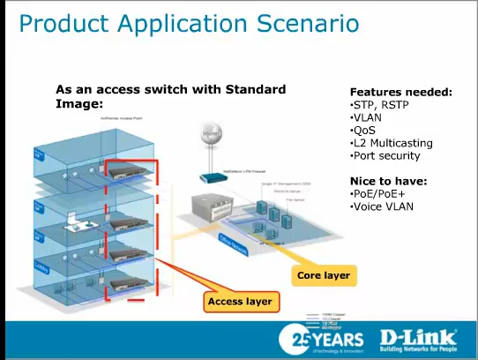 Product Application Scenario
As an access switch with Standard
Image:
Features needed:
•STP, RSTP
•VLAN
•QoS
•L2 Multicasting
•Port security
Nice to have:
•PoE/PoE+
•Voice VLAN
Core layer
Access layer
25 YEARS
of technology & innovation
D-Link
Building Networks for People